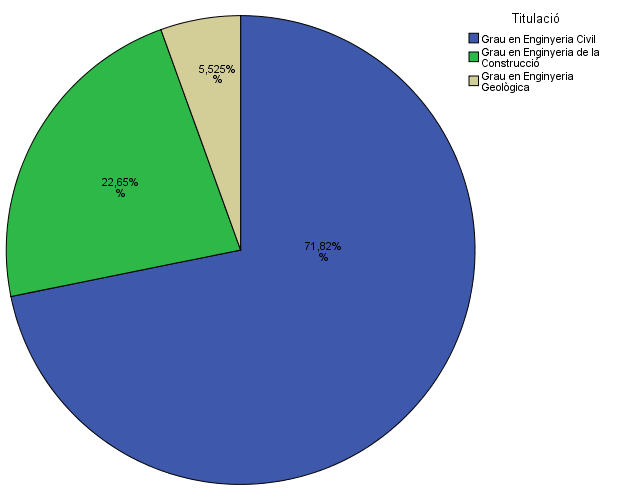 Titulació
Grau en Enginyeria Civil
Grau en Enginyeria de la
Construcció
Grau en Enginyeria
Geològica
5,525%
%
22,65%
%
71,82%
%